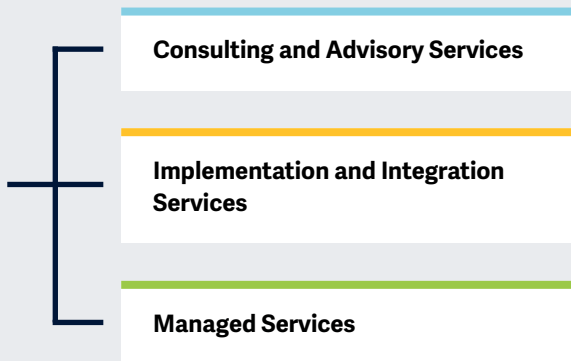 Consulting and Advisory Services
Implementation and Integration
Services
Managed Services